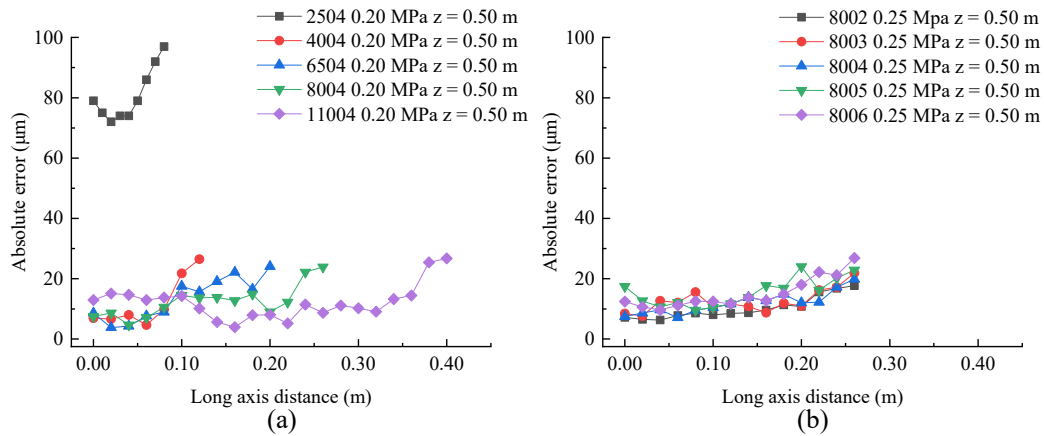 2504 0.20 MPa z = 0.50 m
4004 0.20 MPa z = 0.50 m
6504 0.20 MPa z = 0.50 m
8004 0.20 MPa z = 0.50 m
11004 0.20 MPa z = 0.50 m
100
80
60
40
20
0
Absolute error (μm)
0.00 0.10 0.20 0.30 0.40
Long axis distance (m)
(a)
8002 0.25 Mpa z = 0.50 m
8003 0.25 MPa z = 0.50 m
8004 0.25 MPa z = 0.50 m
8005 0.25 MPa z = 0.50 m
8006 0.25 MPa z = 0.50 m
100
80
60
40
20
0
Absolute error (μm)
0.00 0.10 0.20 0.30 0.40
Long axis distance (m)
(b)